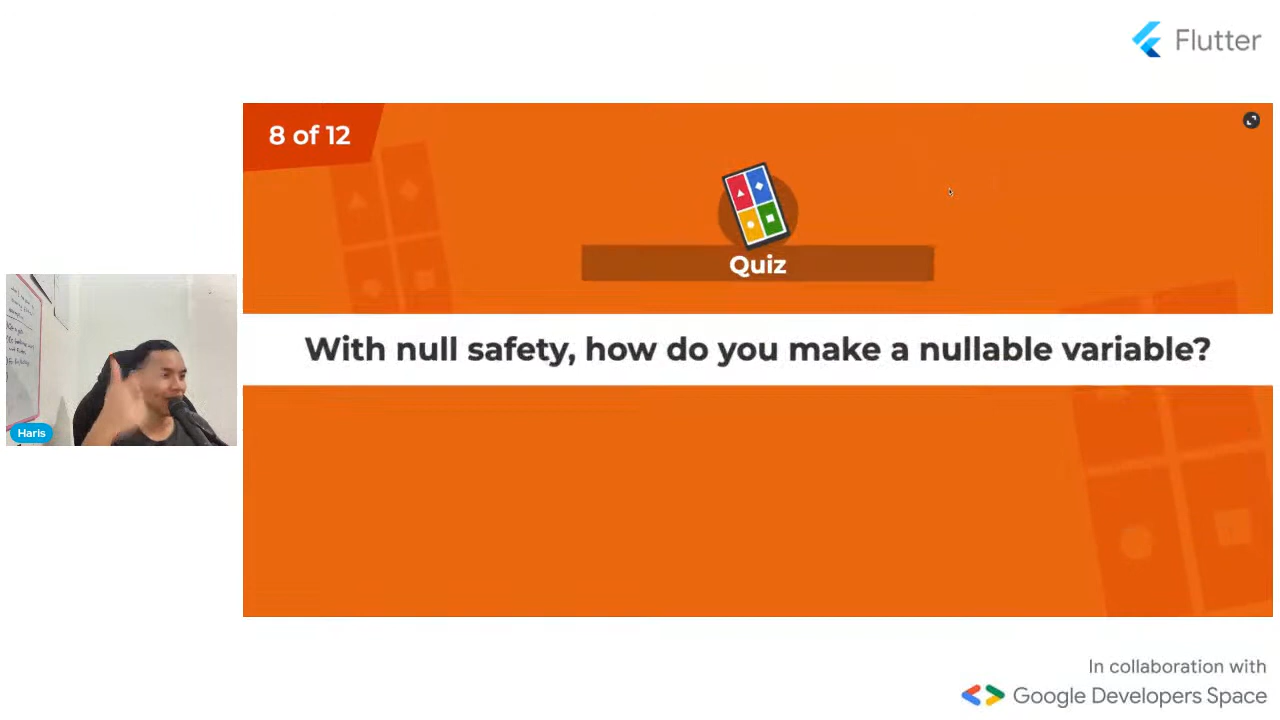 Flutter
8 of 12
Quiz
With null safety, how do you make a nullable variable?
Haris
In collaboration with
Google Developers Space